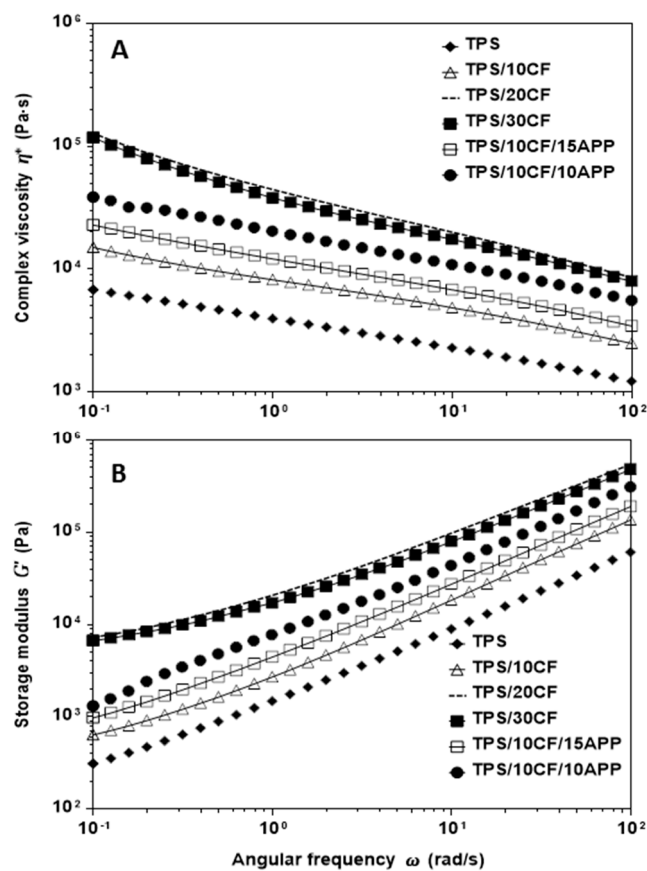 10⁶
A
TPS
TPS/10CF
TPS/20CF
TPS/30CF
TPS/10CF/15APP
TPS/10CF/10APP
Complex viscosity η* (Pa·s)
10⁵
10⁴
10³
10⁻¹ 10⁰ 10¹ 10²
10⁶
B
Storage modulus G' (Pa)
10⁵
10⁴
10³
10²
TPS
TPS/10CF
TPS/20CF
TPS/30CF
TPS/10CF/15APP
TPS/10CF/10APP
10⁻¹ 10⁰ 10¹ 10²
Angular frequency ω (rad/s)